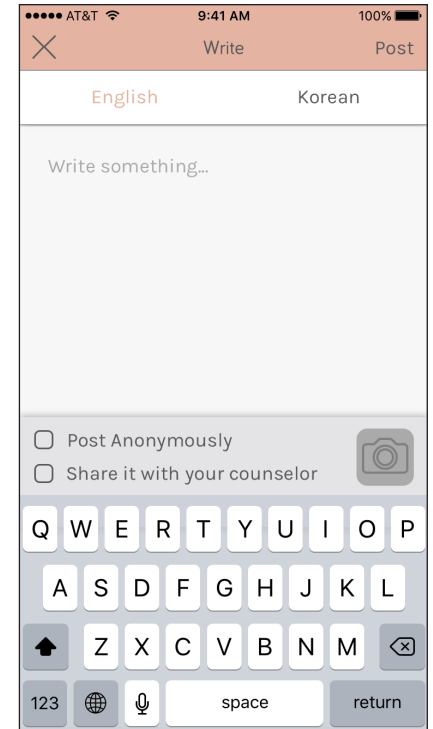 AT&T 9:41 AM 100%
Write Post
English Korean
Write something...
Post Anonymously
Share it with your counselor
Q W E R T Y U I O P
A S D F G H J K L
Z X C V B N M
123 space return